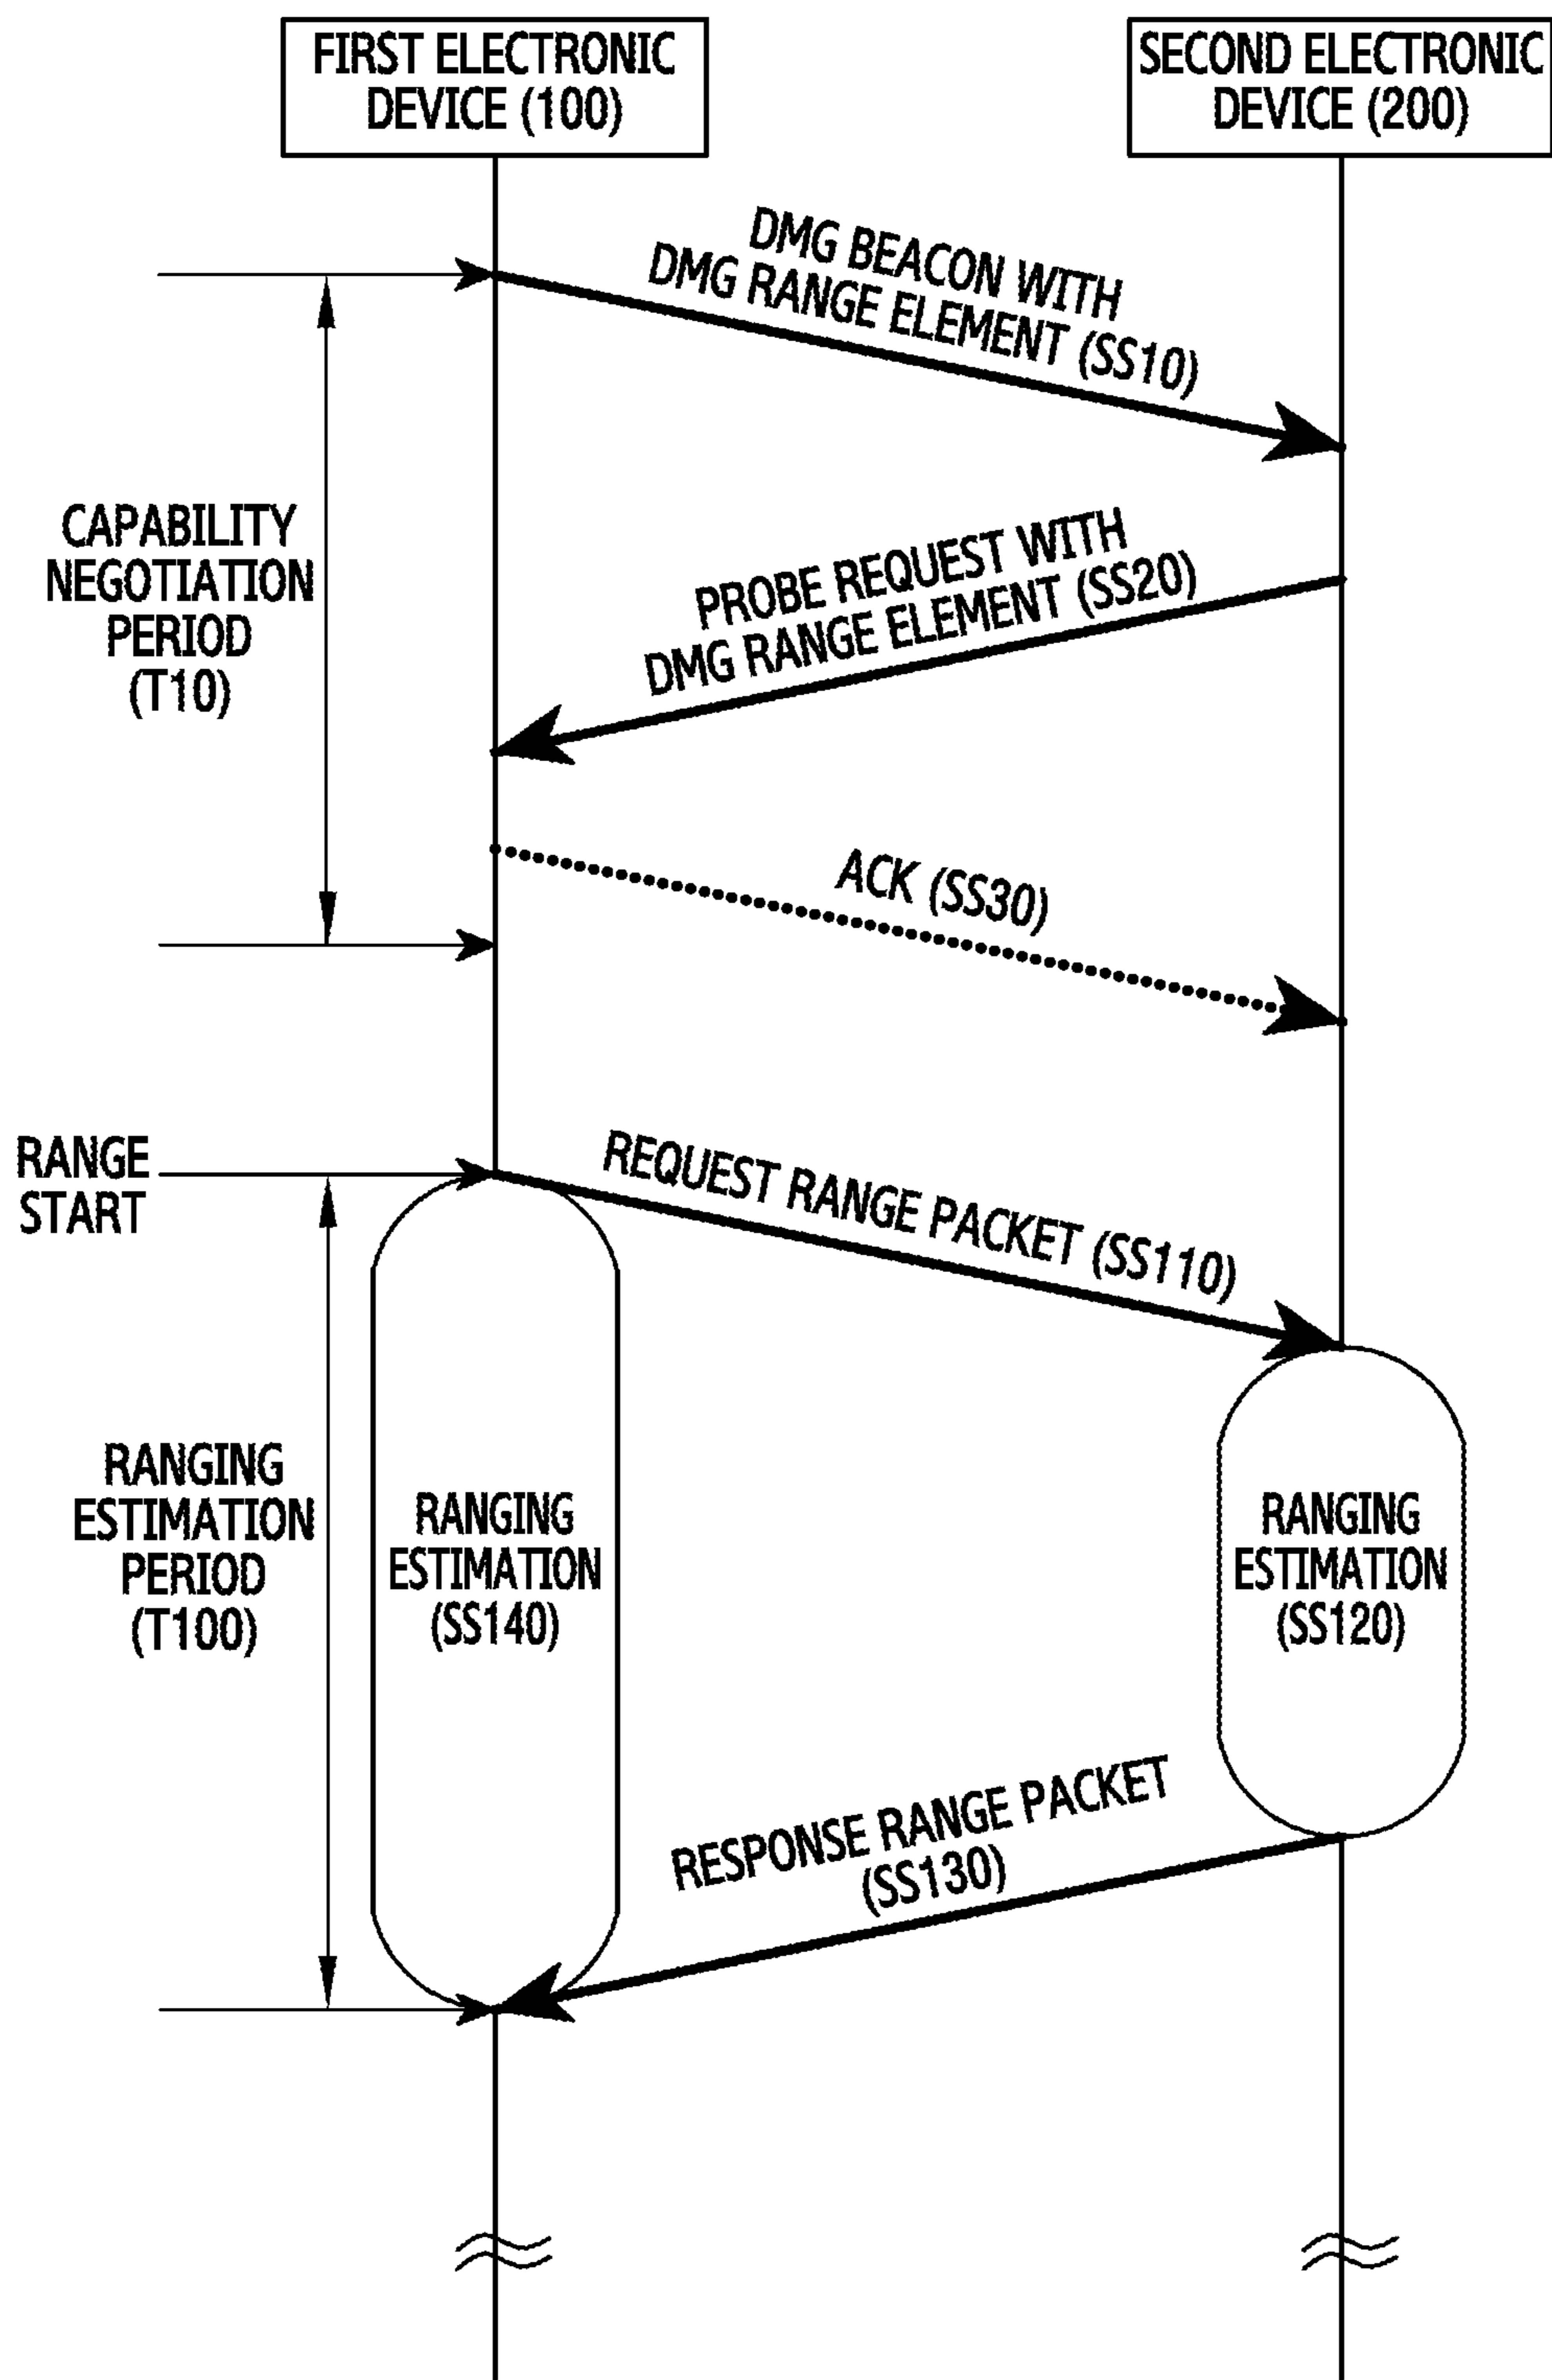 FIRST ELECTRONIC
DEVICE (100)
SECOND ELECTRONIC
DEVICE (200)
DMG BEACON WITH
DMG RANGE ELEMENT (SS10)
CAPABILITY
NEGOTIATION
PERIOD
(T10)
PROBE REQUEST WITH
DMG RANGE ELEMENT (SS20)
ACK (SS30)
RANGE
START
REQUEST RANGE PACKET (SS110)
RANGING
ESTIMATION
PERIOD
(T100)
RANGING
ESTIMATION
(SS140)
RANGING
ESTIMATION
(SS120)
RESPONSE RANGE PACKET
(SS130)